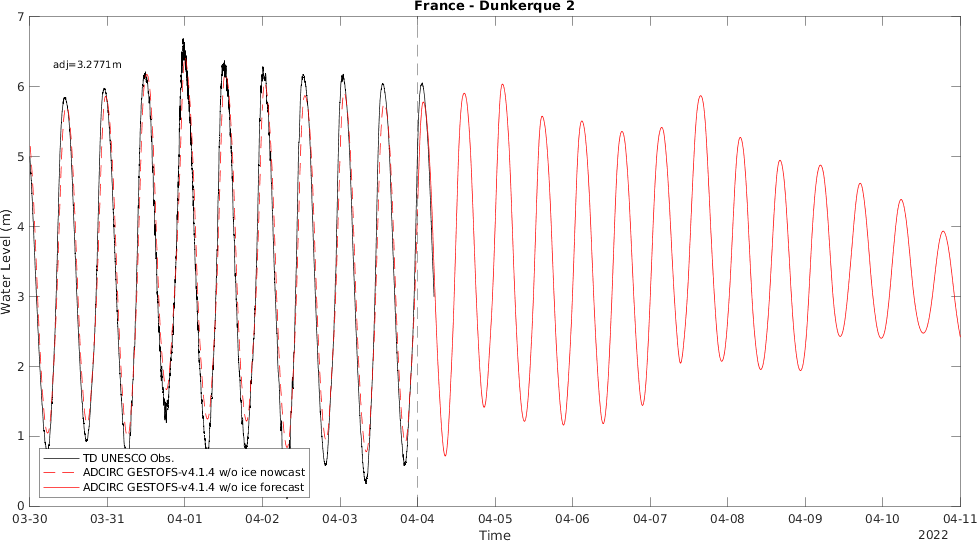 France - Dunkerque 2
adj=3.2771m
Water Level (m)
7
6
5
4
3
2
1
0
TD UNESCO Obs.
ADCIRC GESTOFS-v4.1.4 w/o ice nowcast
ADCIRC GESTOFS-v4.1.4 w/o ice forecast
03-30 03-31 04-01 04-02 04-03 04-04 04-05 04-06 04-07 04-08 04-09 04-10 04-11
Time
2022